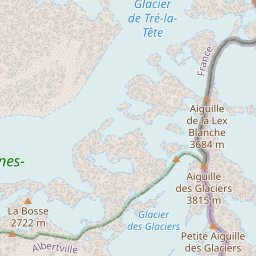 Glacier
de Tré-la-
Tête
France
Aiguille
de la Lex
Blanche
3684 m
nes-
Aiguille
des Glaciers
3815 m
La Bosse
2722 m
Glacier
des Glaciers
Albertville
Petite Aiguille
des Glaciers